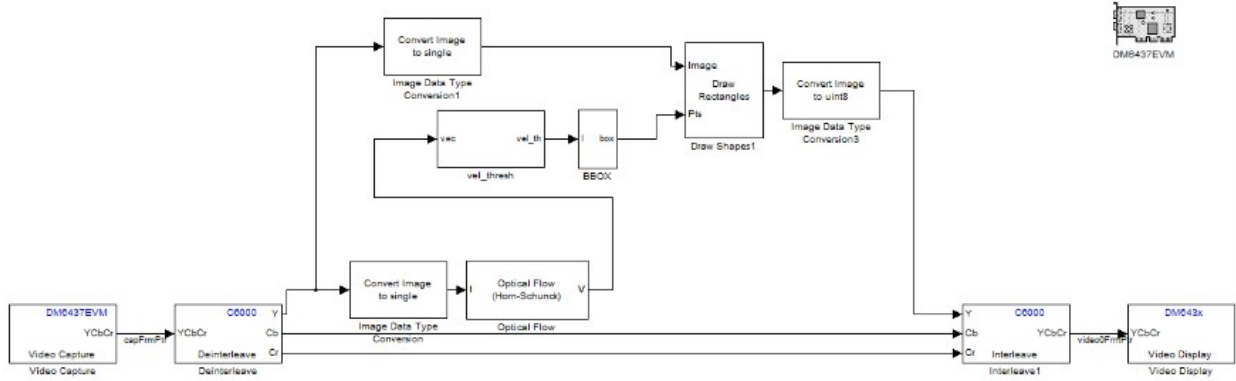 DM6437EVM
Convert Image
to single
Image Data Type
Conversion1
Image
Pts
Draw
Rectangles
Draw Shapes1
Convert Image
to uint8
Image Data Type
Conversion3
vec
vel_th
vel_thresh
I
box
BBOX
Convert Image
to single
Image Data Type
Conversion
I
Optical Flow
(Horn-Schunck)
V
Optical Flow
DM6437EVM
YCbCr
Video Capture
Video Capture
capFrmPtr
C6000
YCbCr
Y
Cb
Cr
Deinterleave
Deinterleave
C6000
Y
Cb
Cr
YCbCr
Interleave
Interleave1
video0FrmPtr
DM643x
YCbCr
Video Display
Video Display